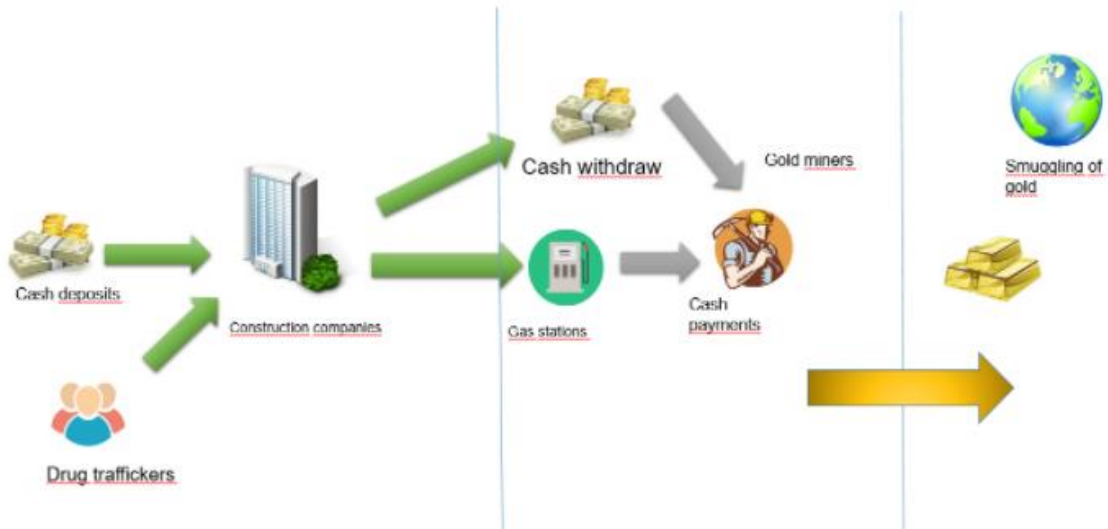 Cash withdraw
Gold miners
Smuggling of
gold
Cash deposits
Construction companies
Gas stations
Cash
payments
Drug traffickers